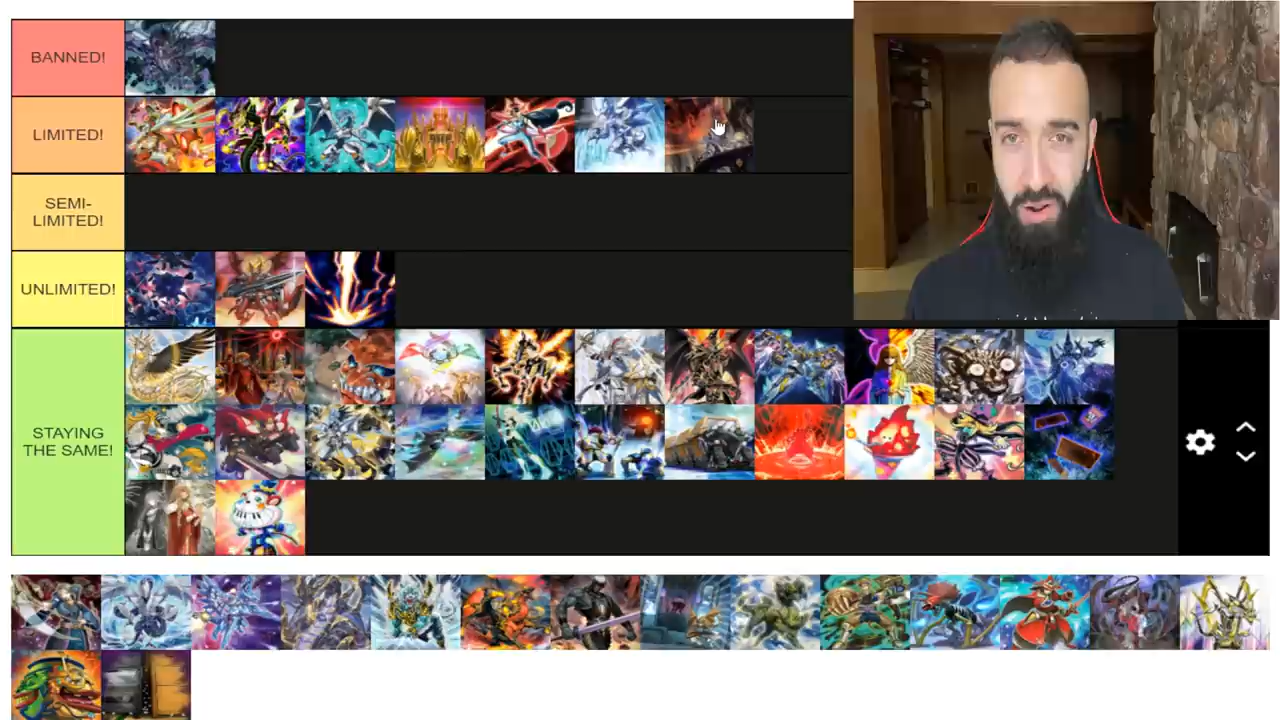 BANNED!
LIMITED!
SEMI-
LIMITED!
UNLIMITED!
STAYING
THE SAME!